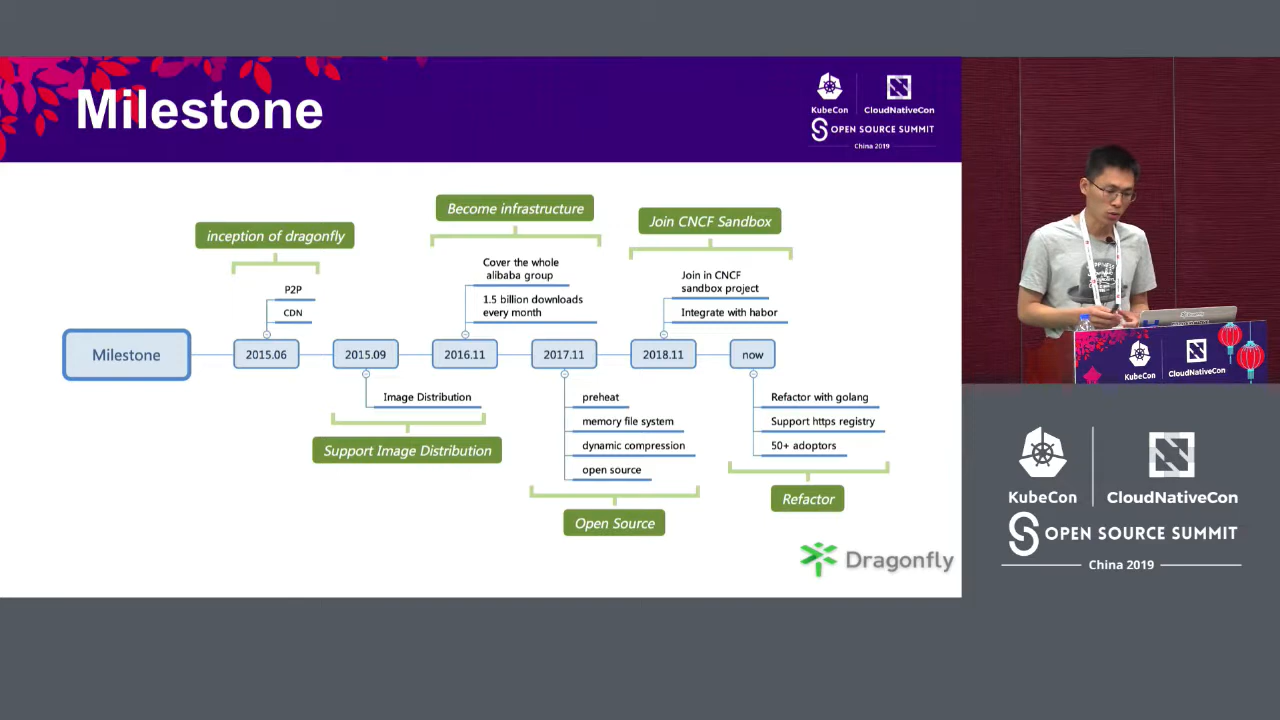 Milestone
KubeCon
CloudNativeCon
OPEN SOURCE SUMMIT
China 2019
inception of dragonfly
P2P
CDN
Become infrastructure
Cover the whole
alibaba group
1.5 billion downloads
every month
Join CNCF Sandbox
Join in CNCF
sandbox project
Integrate with habor
Milestone
2015.06
2015.09
2016.11
2017.11
2018.11
now
Image Distribution
Support Image Distribution
preheat
memory file system
dynamic compression
open source
Open Source
Refactor with golang
Support https registry
50+ adoptors
Refactor
Dragonfly
KubeCon
CloudNativeCon
KubeCon
CloudNativeCon
OPEN SOURCE SUMMIT
China 2019